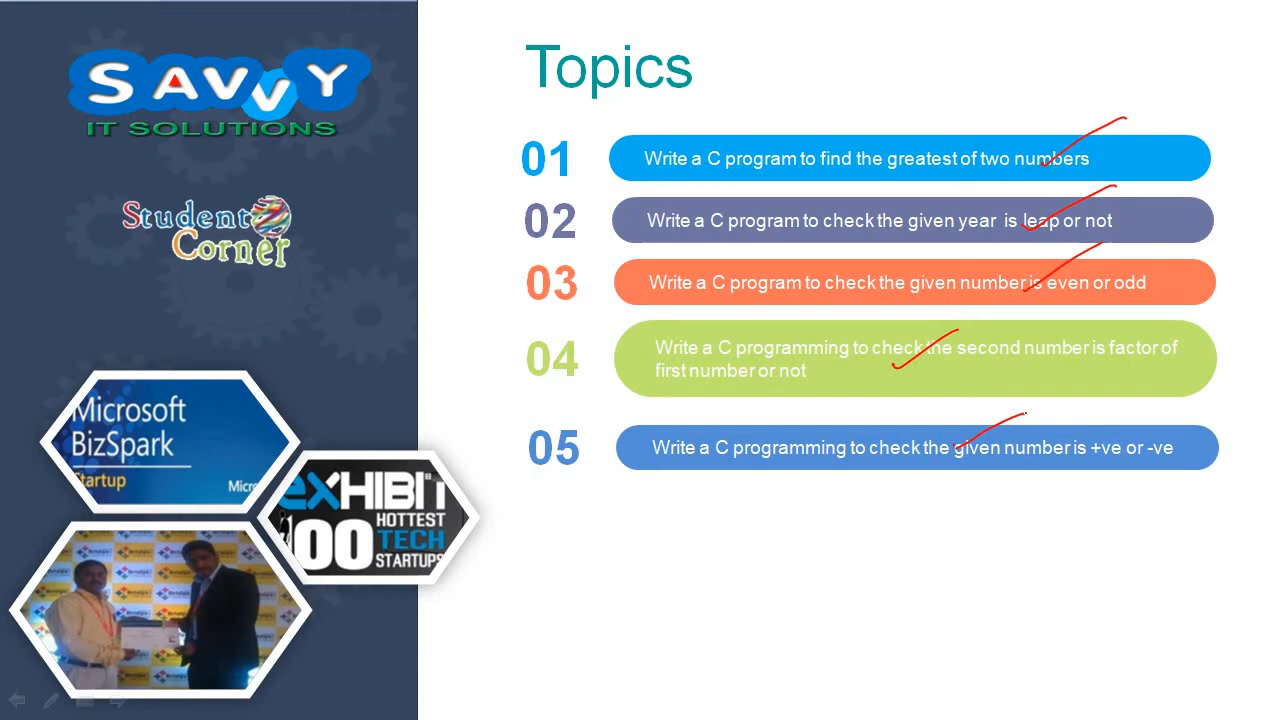 SAVVY
IT SOLUTIONS
Student
Corner
Microsoft
BizSpark
Startup
Micr
EXHIBIT
100
HOTTEST
TECH
STARTUPS
Topics
01 Write a C program to find the greatest of two numbers
02 Write a C program to check the given year is leap or not
03 Write a C program to check the given number is even or odd
04 Write a C programming to check the second number is factor of
first number or not
05 Write a C programming to check the given number is +ve or -ve